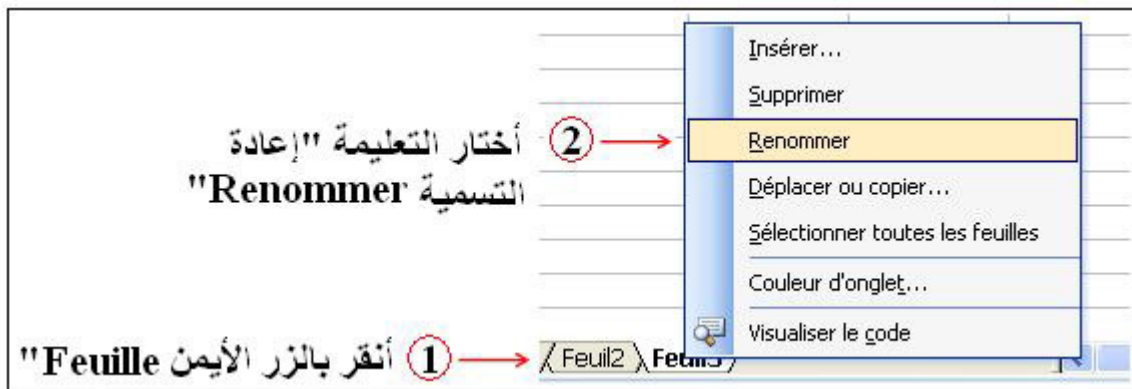 Insérer...
Supprimer
أختار التعليمة "إعادة
التسمية Renommer"
2
Renommer
Déplacer ou copier...
Sélectionner toutes les feuilles
Couleur d'onglet...
Visualiser le code
1 أنقر بالزر الأيمن Feuille"
Feuil2